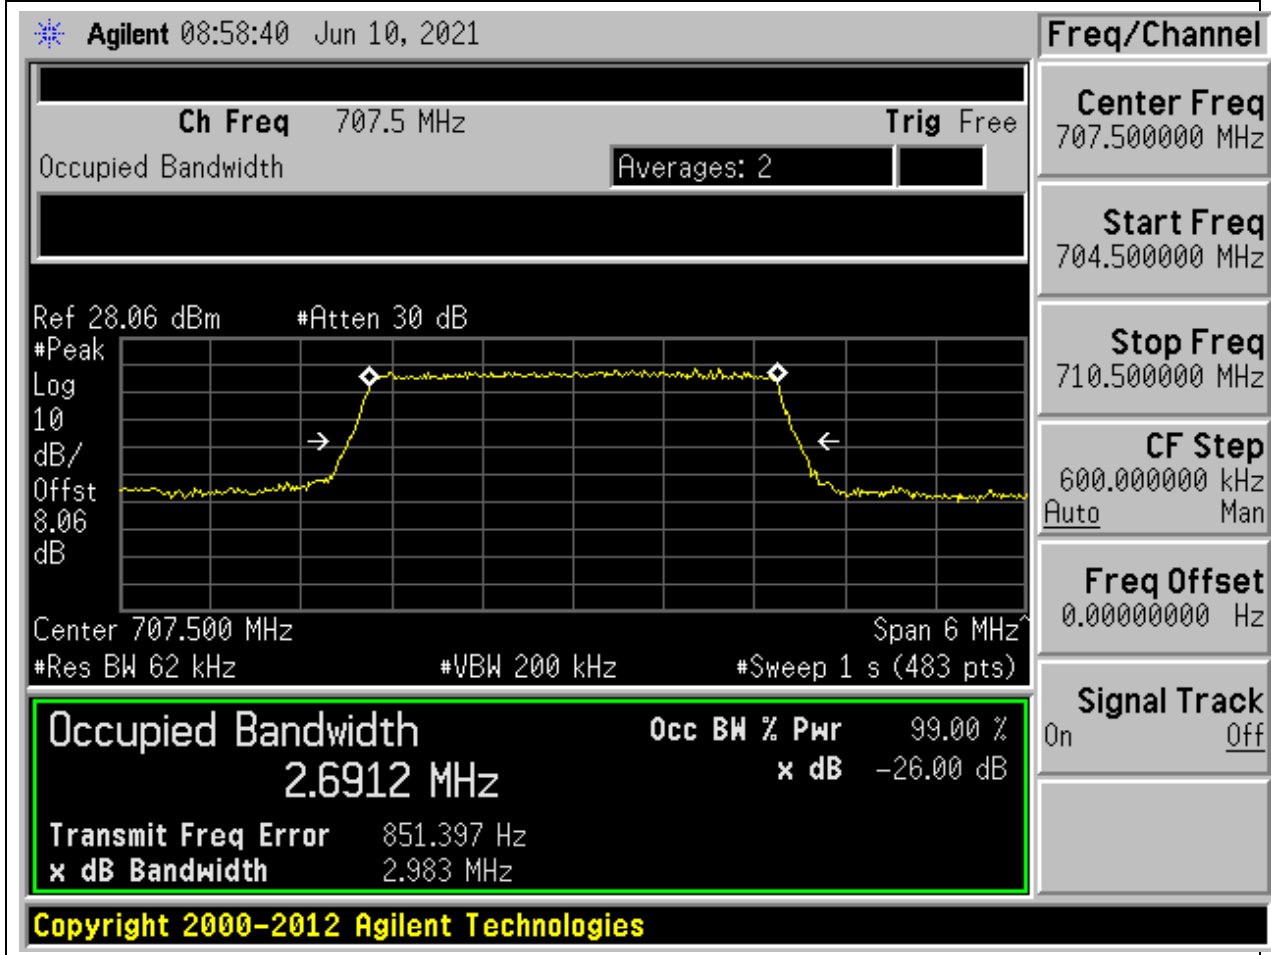 Agilent 08:58:40 Jun 10, 2021
Freq/Channel
Ch Freq 707.5 MHz Trig Free
Occupied Bandwidth Averages: 2
Center Freq
707.500000 MHz
Start Freq
704.500000 MHz
Stop Freq
710.500000 MHz
CF Step
600.000000 kHz
Auto Man
Freq Offset
0.00000000 Hz
Signal Track
On Off
Ref 28.06 dBm #Atten 30 dB
#Peak
Log
10
dB/
Offst
8.06
dB
Center 707.500 MHz Span 6 MHz^
#Res BW 62 kHz #VBW 200 kHz #Sweep 1 s (483 pts)
Occupied Bandwidth Occ BW % Pwr 99.00 %
2.6912 MHz x dB -26.00 dB
Transmit Freq Error 851.397 Hz
x dB Bandwidth 2.983 MHz
Copyright 2000-2012 Agilent Technologies